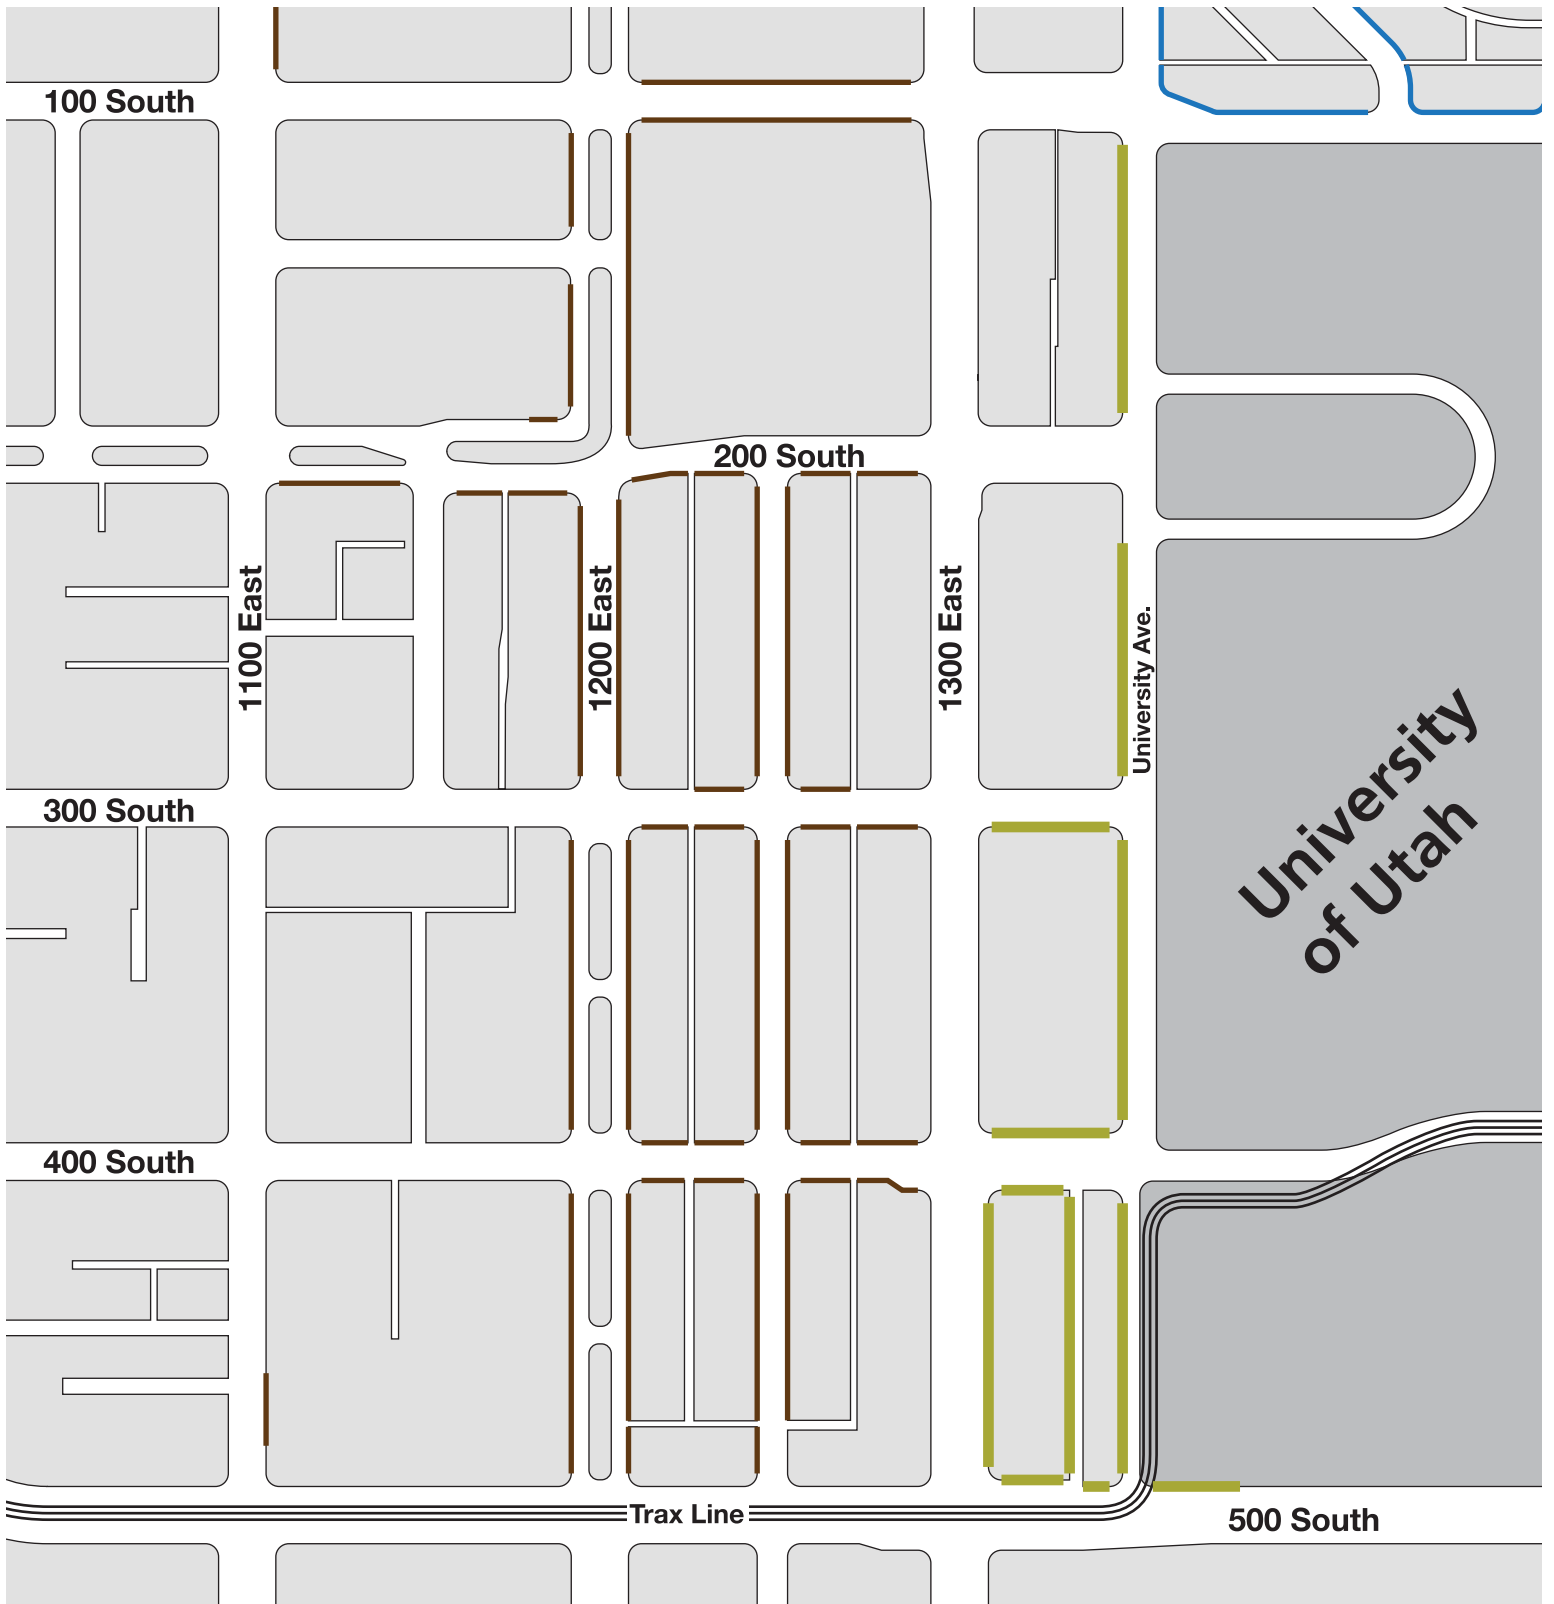 100 South
200 South
1100 East
1200 East
1300 East
University Ave.
University
of Utah
300 South
400 South
Trax Line
500 South